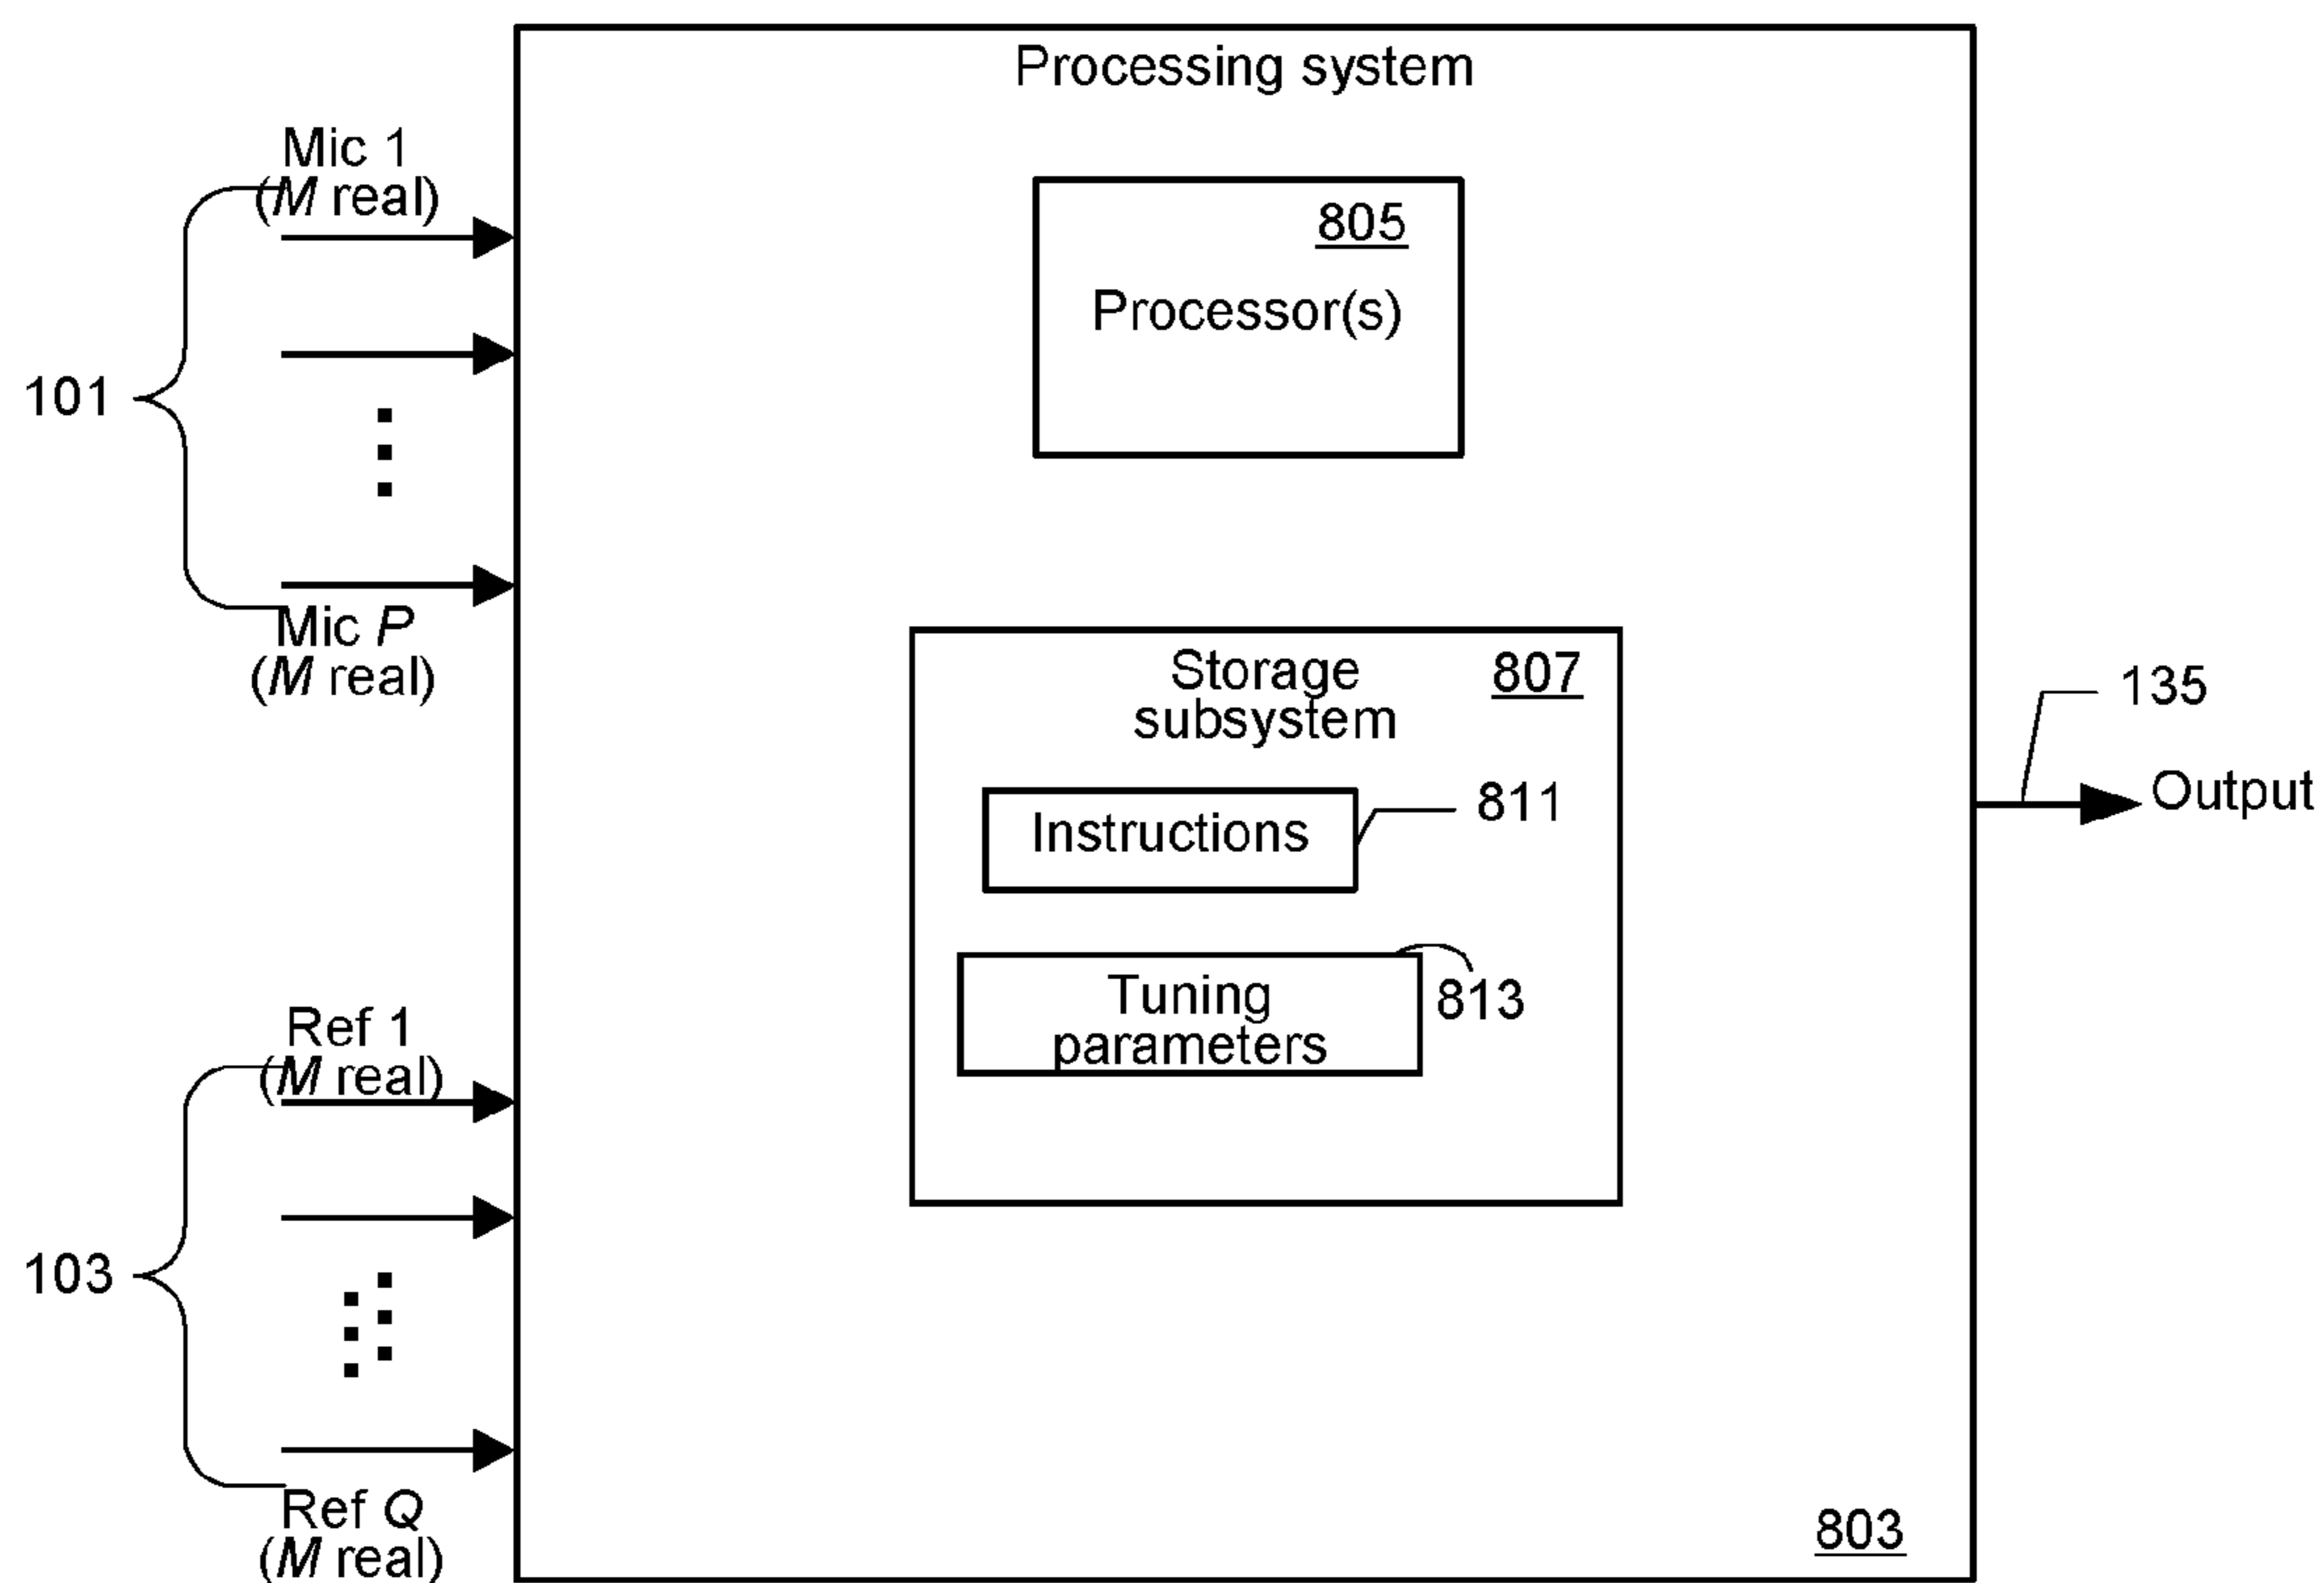 Processing system
Mic 1
(M real)
805
Processor(s)
101
Mic P
(M real)
Storage
subsystem
807
135
Output
Instructions
811
Tuning
parameters
813
Ref 1
(M real)
103
Ref Q
(M real)
803